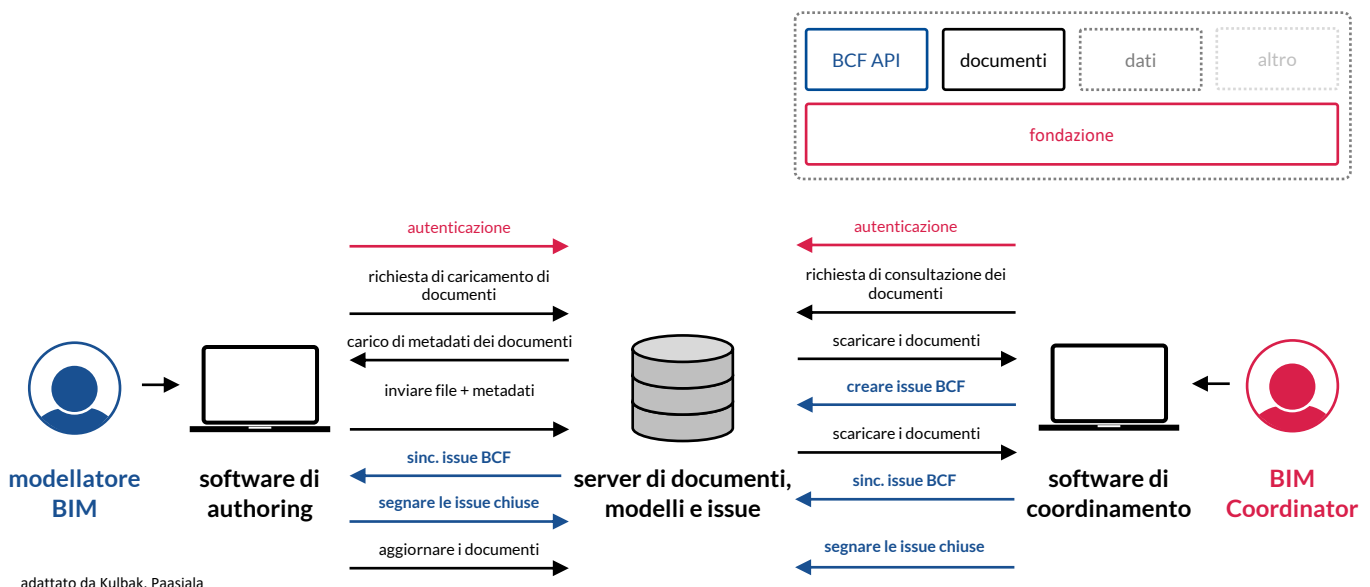 BCF API
documenti
dati
altro
fondazione
autenticazione
richiesta di caricamento di
documenti
carico di metadati dei documenti
inviare file + metadati
sinc. issue BCF
segnare le issue chiuse
aggiornare i documenti
autenticazione
richiesta di consultazione dei
documenti
scaricare i documenti
creare issue BCF
scaricare i documenti
sinc. issue BCF
segnare le issue chiuse
modellatore
BIM
software di
authoring
server di documenti,
modelli e issue
software di
coordinamento
BIM
Coordinator
adattato da Kulbak, Paasiala